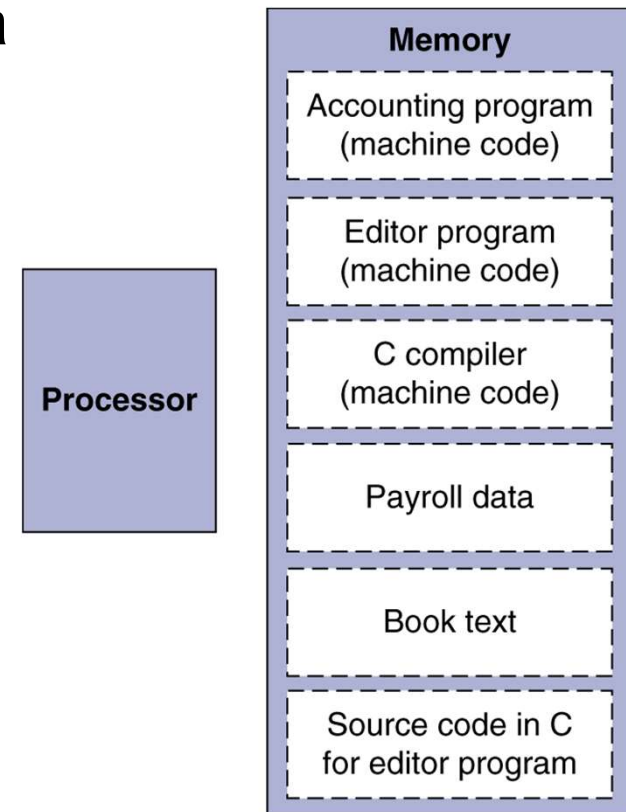 Memory
Accounting program
(machine code)
Editor program
(machine code)
C compiler
(machine code)
Processor
Payroll data
Book text
Source code in C
for editor program